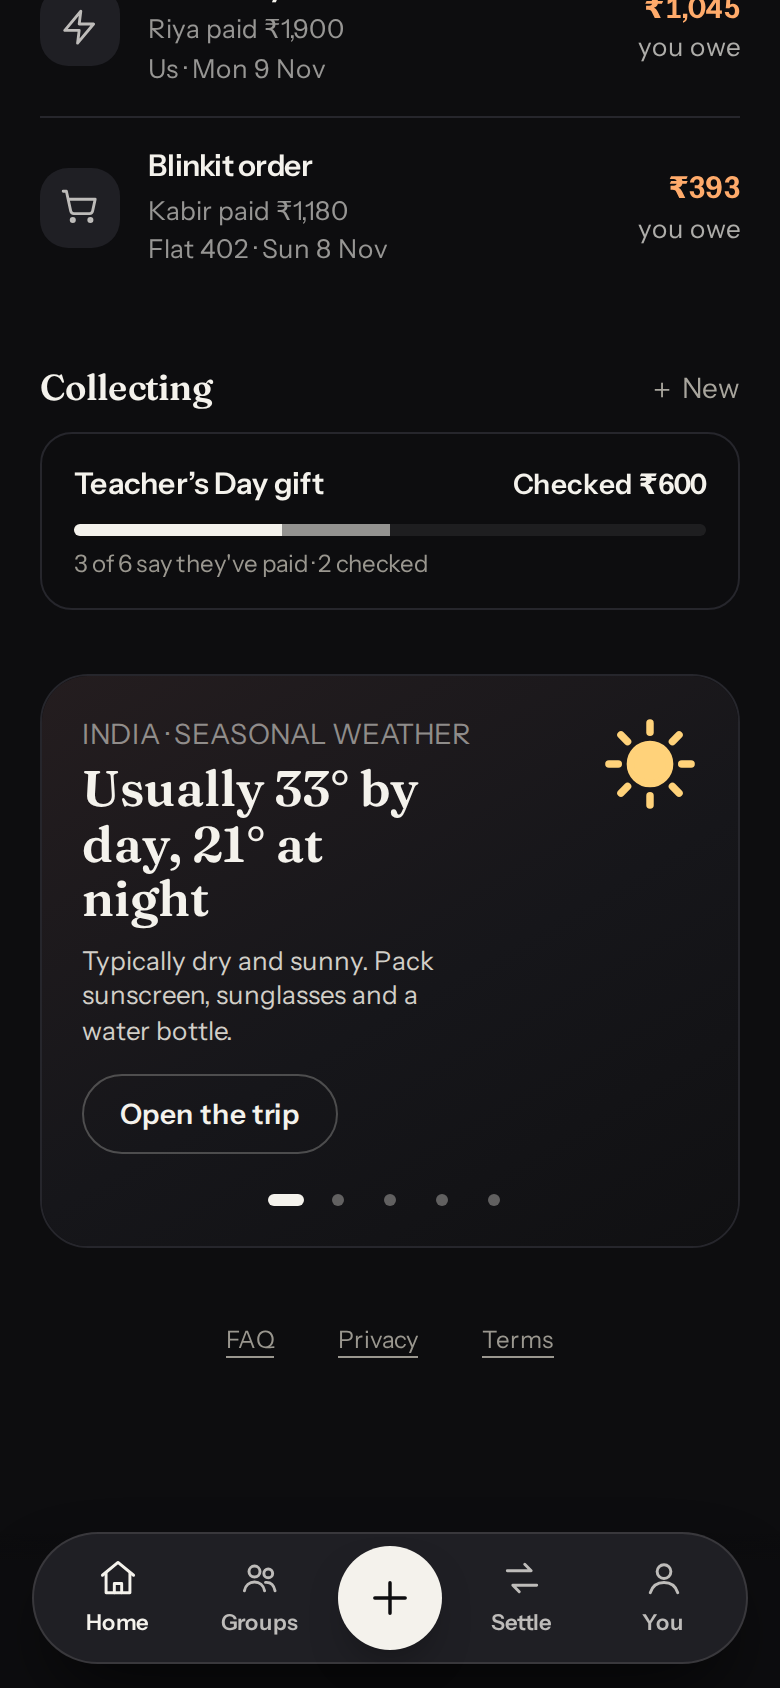 ₹1,045
Riya paid ₹1,900
you owe
Us · Mon 9 Nov
Blinkit order
₹393
Kabir paid ₹1,180
you owe
Flat 402 · Sun 8 Nov
Collecting
+ New
Teacher’s Day gift
Checked ₹600
3 of 6 say they've paid · 2 checked
INDIA · SEASONAL WEATHER
Usually 33° by
day, 21° at
night
Typically dry and sunny. Pack
sunscreen, sunglasses and a
water bottle.
Open the trip
FAQ
Privacy
Terms
Home
Groups
Settle
You